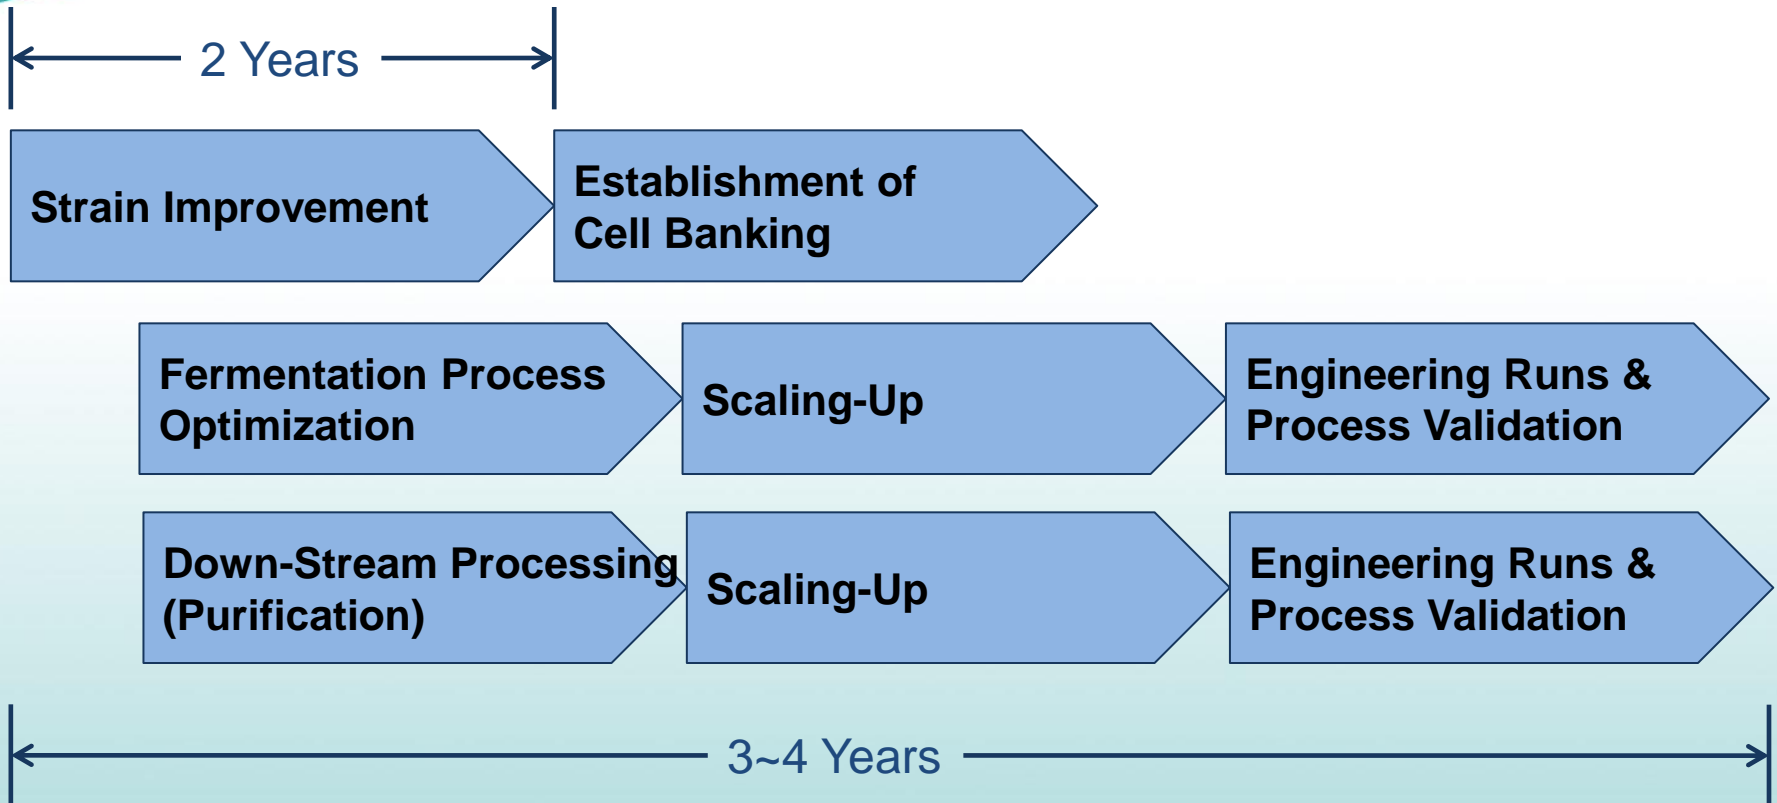 2 Years
Strain Improvement
Establishment of
Cell Banking
Fermentation Process
Optimization
Scaling-Up
Engineering Runs &
Process Validation
Down-Stream Processing
(Purification)
Scaling-Up
Engineering Runs &
Process Validation
3~4 Years